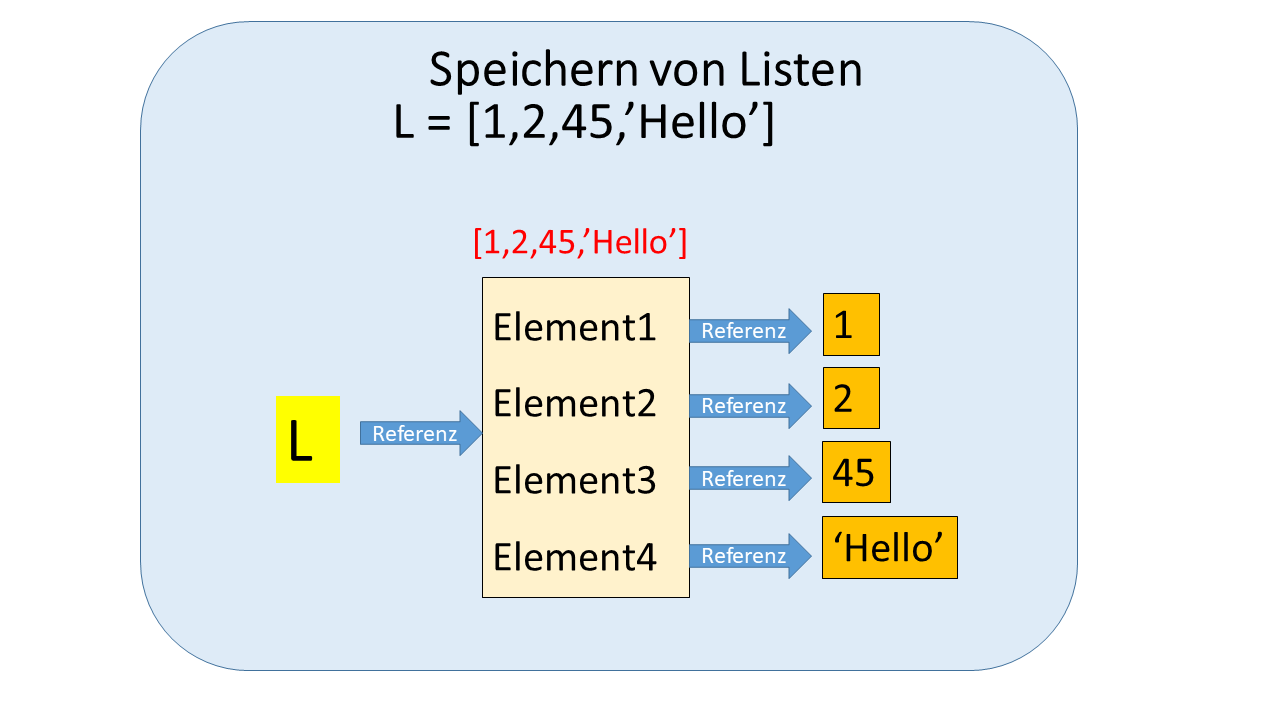 Speichern von Listen
L = [1,2,45,’Hello’]
[1,2,45,’Hello’]
Element1 Referenz 1
Element2 Referenz 2
L Referenz
Element3 Referenz 45
Element4 Referenz ‘Hello’